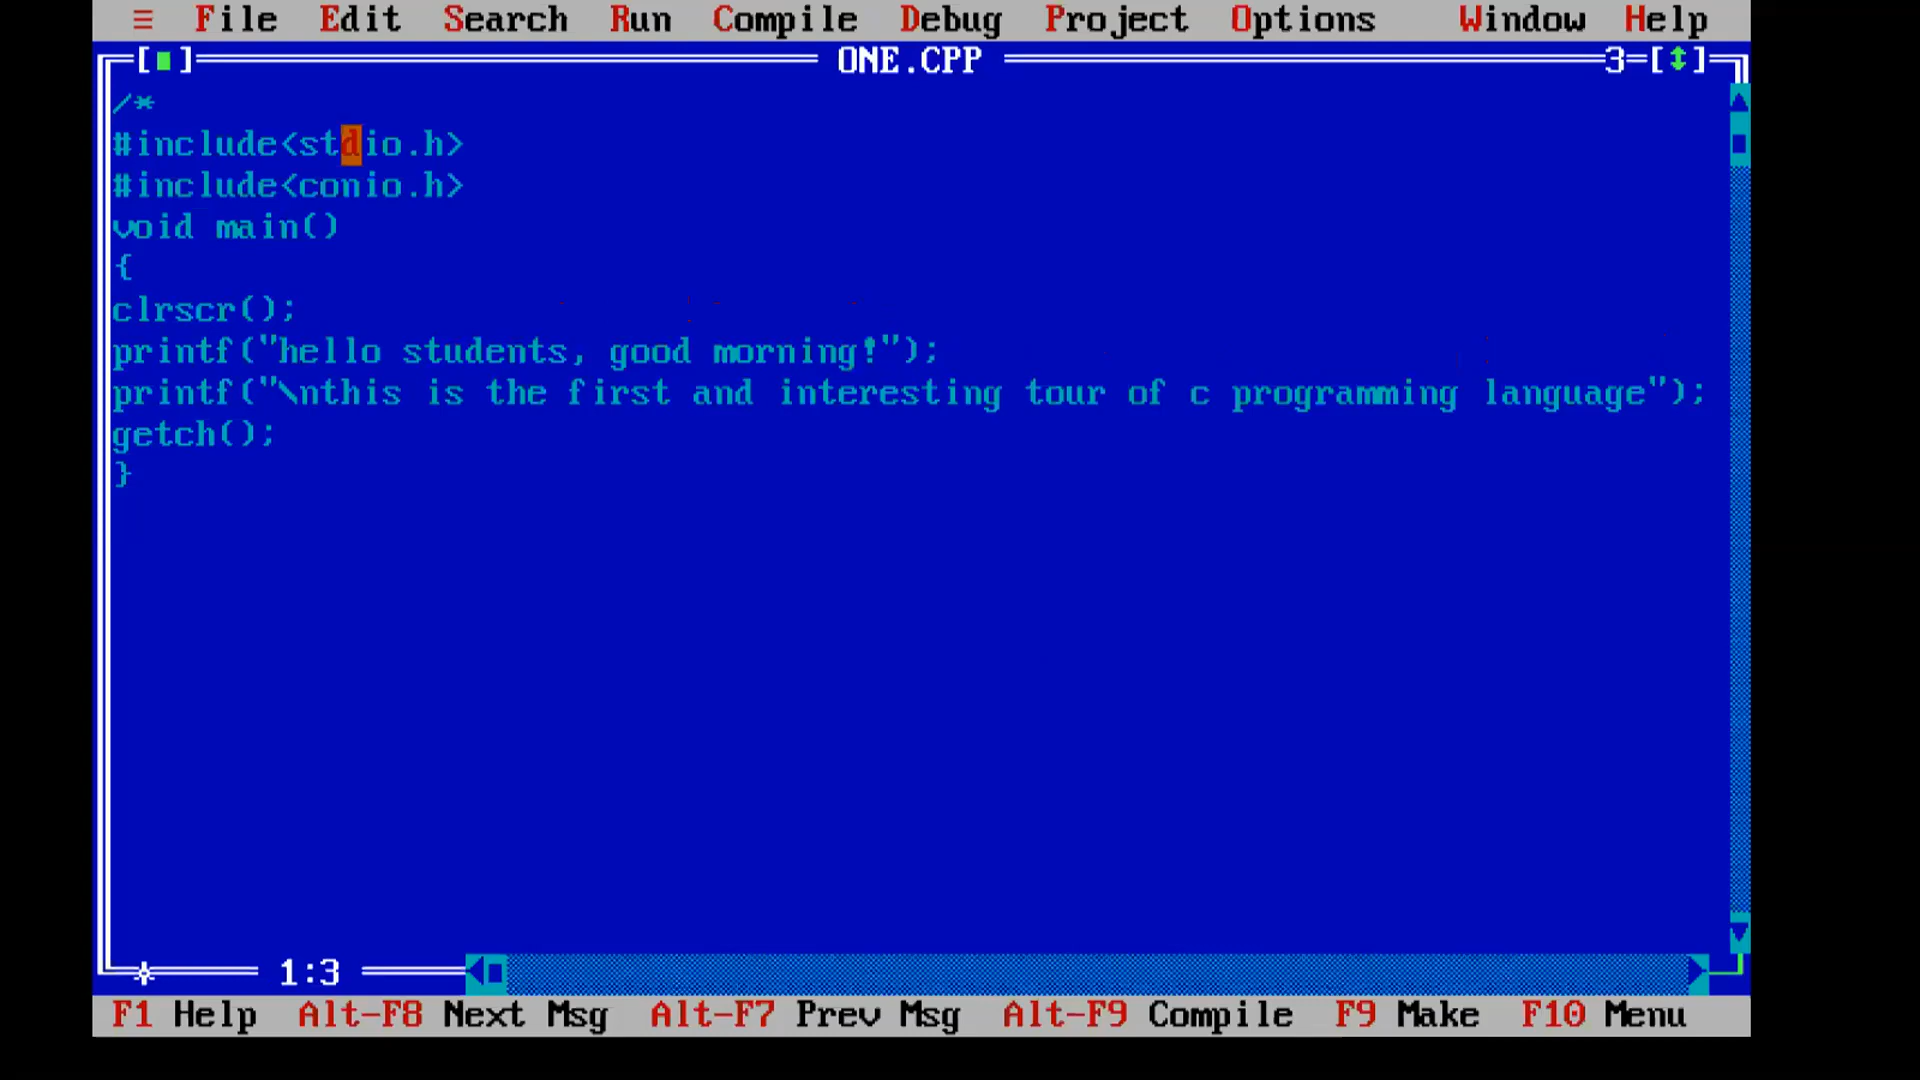 ≡ File Edit Search Run Compile Debug Project Options Window Help
[■] ONE.CPP 3=[↕]
/*
#include<stdio.h>
#include<conio.h>
void main()
{
clrscr();
printf("hello students, good morning!");
printf("\nthis is the first and interesting tour of c programming language");
getch();
}
1:3
F1 Help Alt-F8 Next Msg Alt-F7 Prev Msg Alt-F9 Compile F9 Make F10 Menu